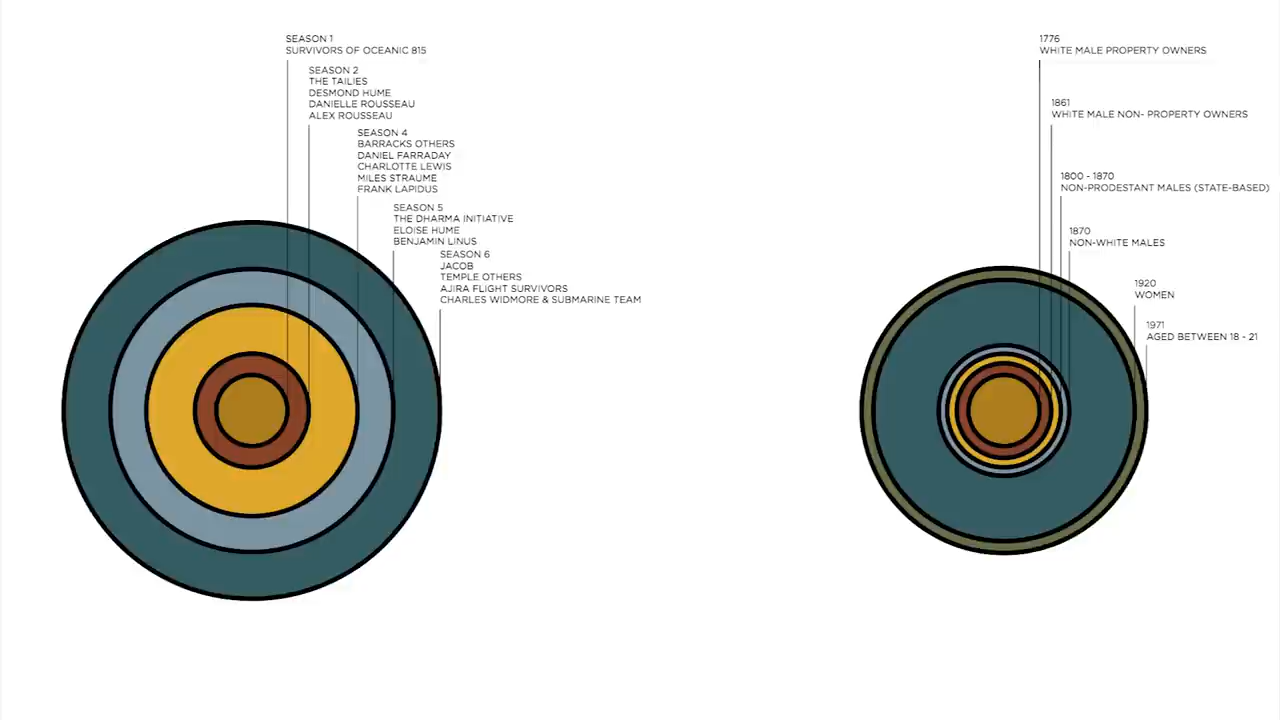 SEASON 1
SURVIVORS OF OCEANIC 815
SEASON 2
THE TAILIES
DESMOND HUME
DANIELLE ROUSSEAU
ALEX ROUSSEAU
SEASON 4
BARRACKS OTHERS
DANIEL FARRADAY
CHARLOTTE LEWIS
MILES STRAUME
FRANK LAPIDUS
SEASON 5
THE DHARMA INITIATIVE
ELOISE HUME
BENJAMIN LINUS
SEASON 6
JACOB
TEMPLE OTHERS
AJIRA FLIGHT SURVIVORS
CHARLES WIDMORE & SUBMARINE TEAM
1776
WHITE MALE PROPERTY OWNERS
1861
WHITE MALE NON- PROPERTY OWNERS
1800 - 1870
NON-PRODESTANT MALES (STATE-BASED)
1870
NON-WHITE MALES
1920
WOMEN
1971
AGED BETWEEN 18 - 21